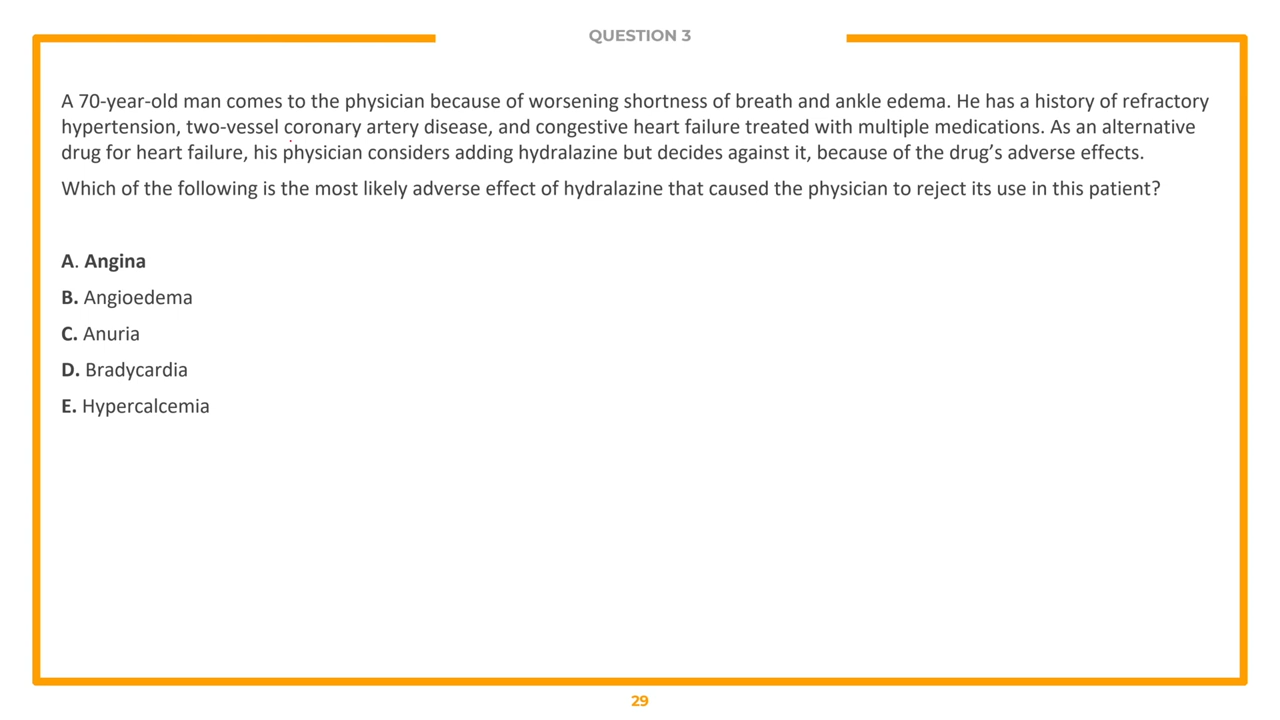 QUESTION 3
A 70-year-old man comes to the physician because of worsening shortness of breath and ankle edema. He has a history of refractory
hypertension, two-vessel coronary artery disease, and congestive heart failure treated with multiple medications. As an alternative
drug for heart failure, his physician considers adding hydralazine but decides against it, because of the drug’s adverse effects.
Which of the following is the most likely adverse effect of hydralazine that caused the physician to reject its use in this patient?
A. Angina
B. Angioedema
C. Anuria
D. Bradycardia
E. Hypercalcemia
29